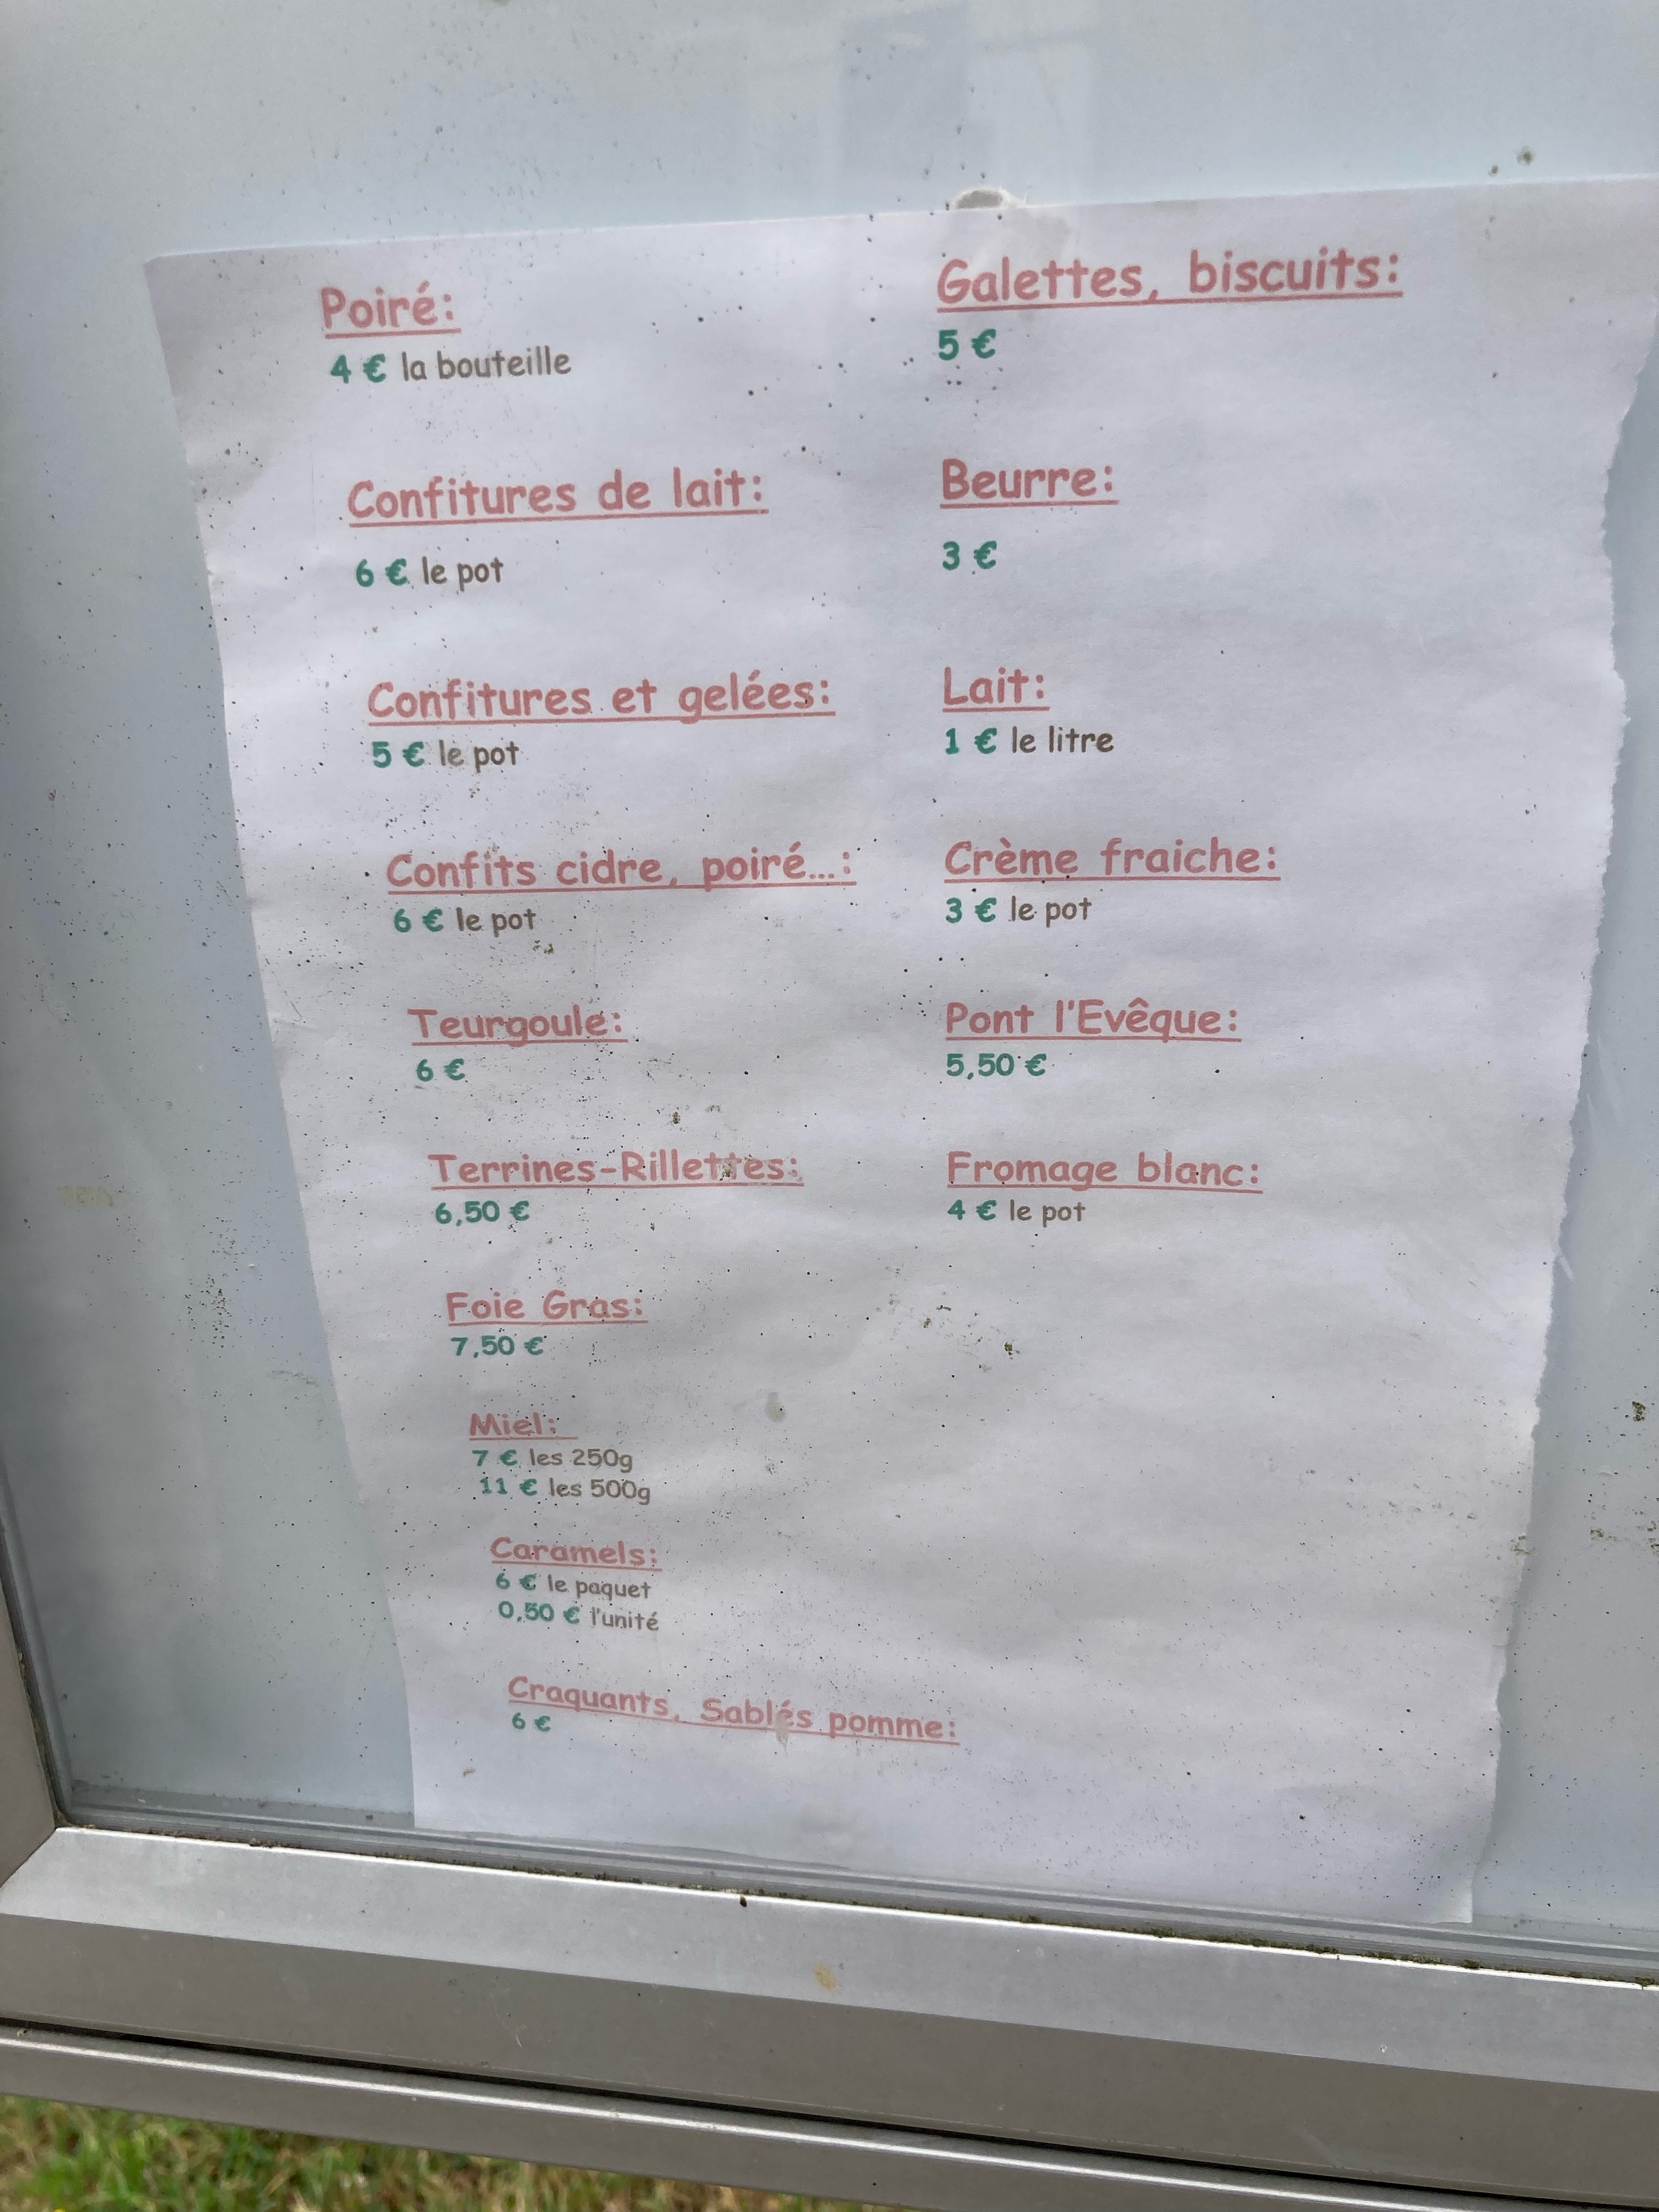 Poiré:
4 € la bouteille
Confitures de lait:
6 € le pot
Confitures et gelées:
5 € le pot
Confits cidre, poiré...:
6 € le pot
Teurgoule:
6 €
Terrines-Rillettes:
6,50 €
Foie Gras:
7,50 €
Miel:
7 € les 250g
11 € les 500g
Caramels:
6 € le paquet
0,50 € l'unité
Craquants, Sablés pomme:
6 €
Galettes, biscuits:
5 €
Beurre:
3 €
Lait:
1 € le litre
Crème fraiche:
3 € le pot
Pont l'Evêque:
5,50 €
Fromage blanc:
4 € le pot